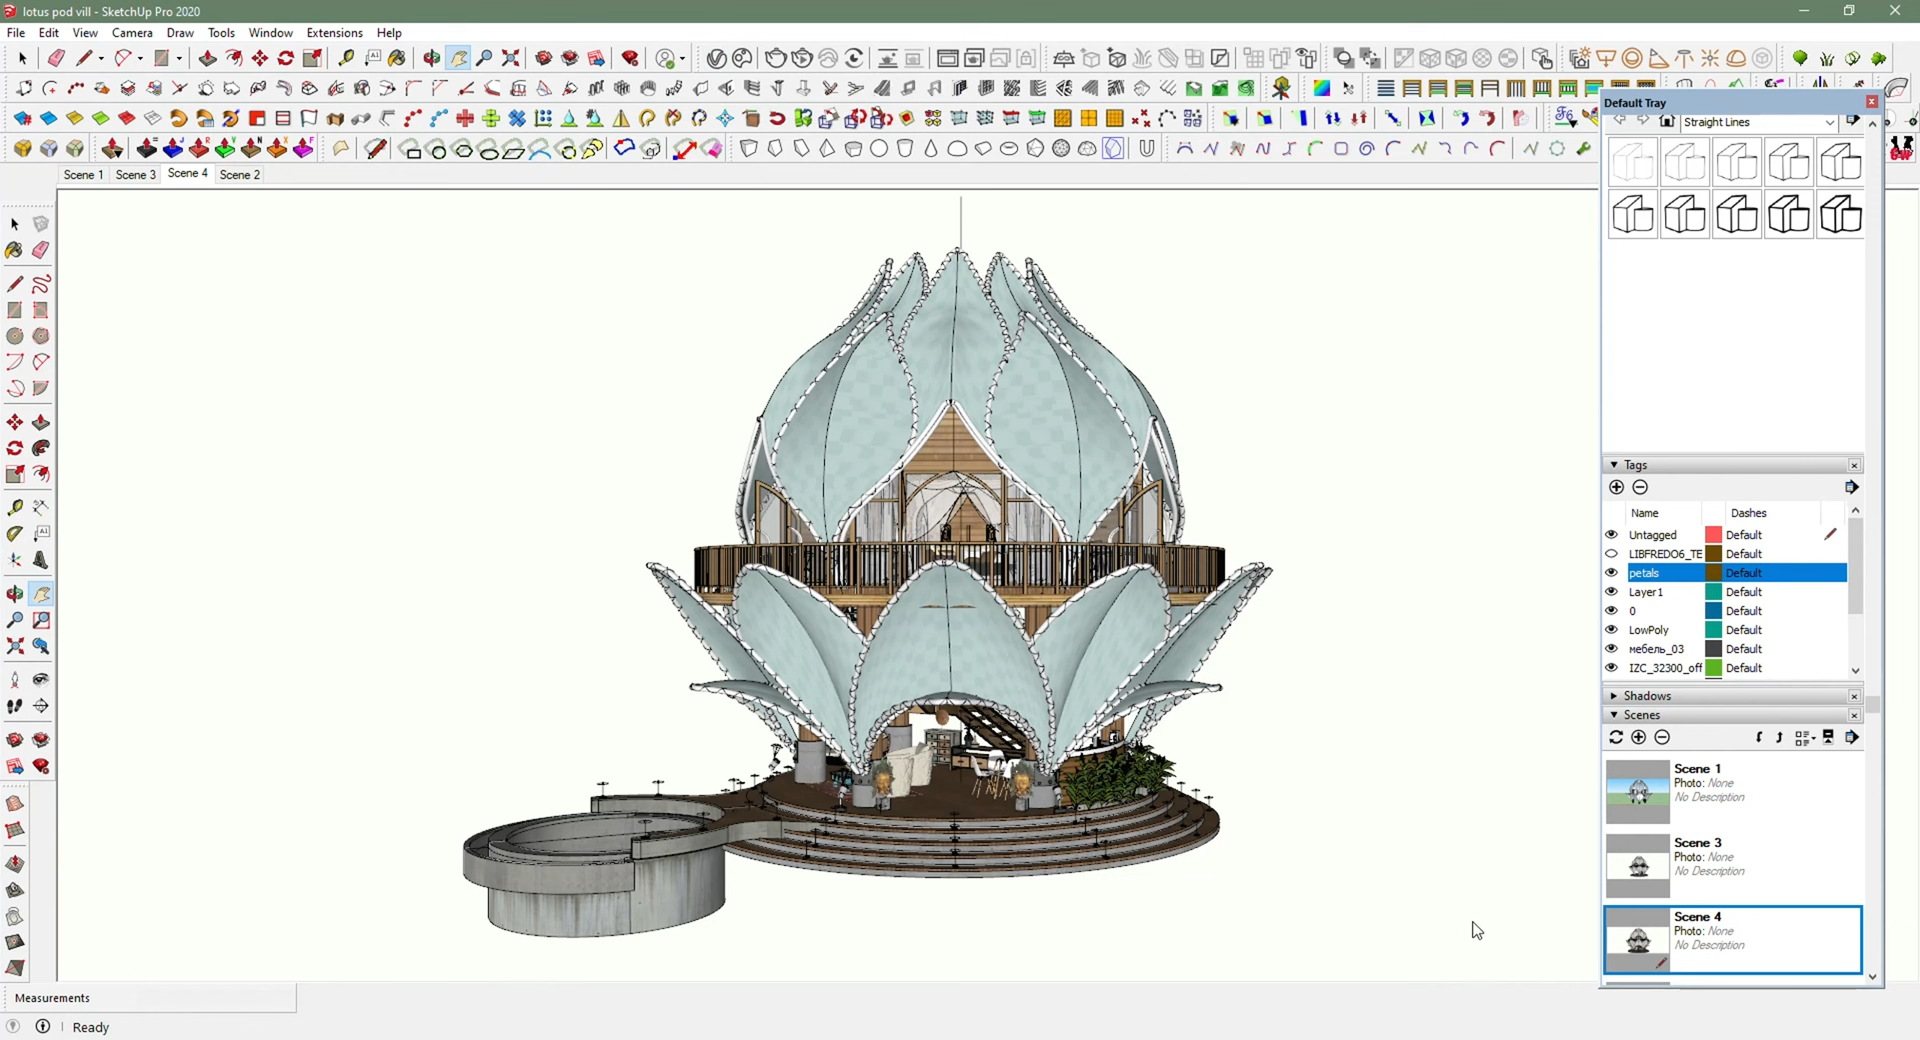 lotus pod vill - SketchUp Pro 2020
File Edit View Camera Draw Tools Window Extensions Help
Default Tray
Straight Lines
Scene 1 Scene 3 Scene 4 Scene 2
Tags
Name Dashes
Untagged Default
LIBFREDO6_TE Default
petals Default
Layer1 Default
0 Default
LowPoly Default
мебель_03 Default
IZC_32300_off Default
Shadows
Scenes
Scene 1
Photo: None
No Description
Scene 3
Photo: None
No Description
Scene 4
Photo: None
No Description
Measurements
Ready